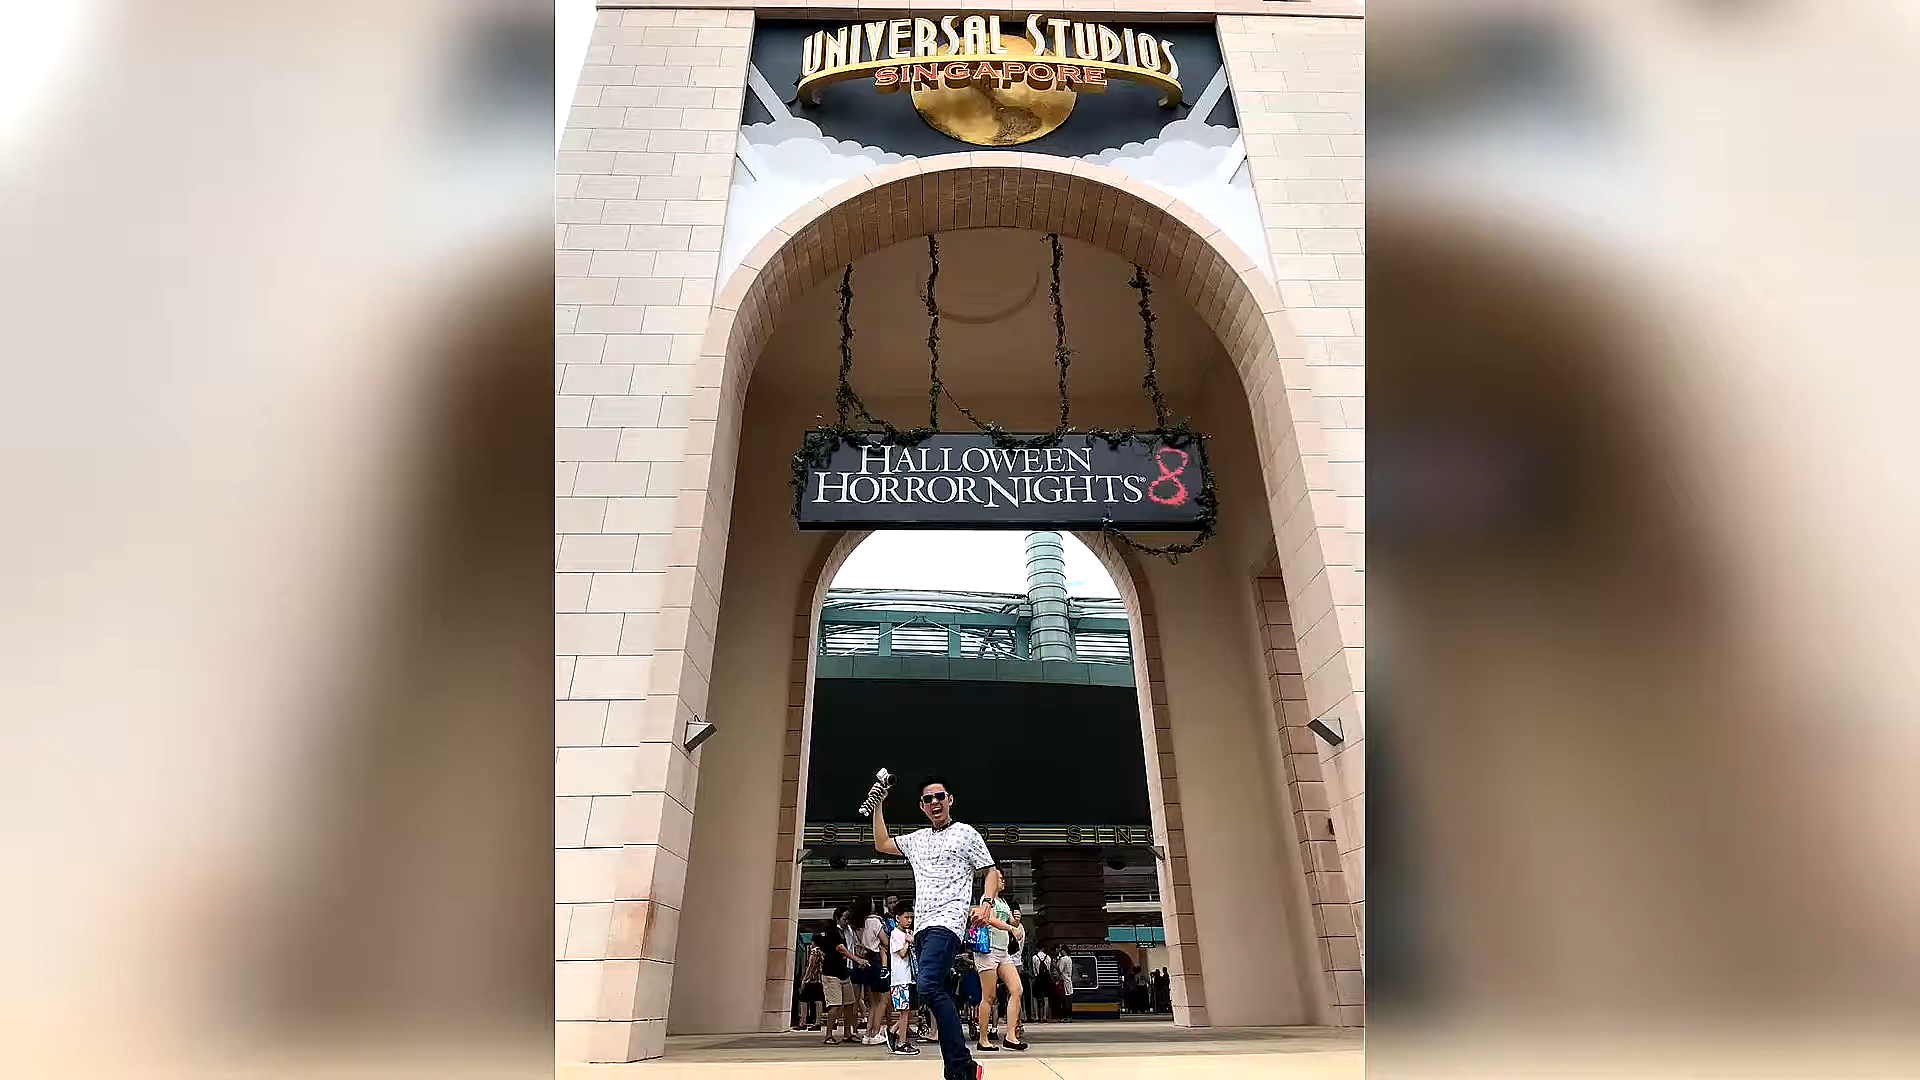 UNIVERSAL STUDIOS
SINGAPORE
HALLOWEEN
HORROR NIGHTS® 8